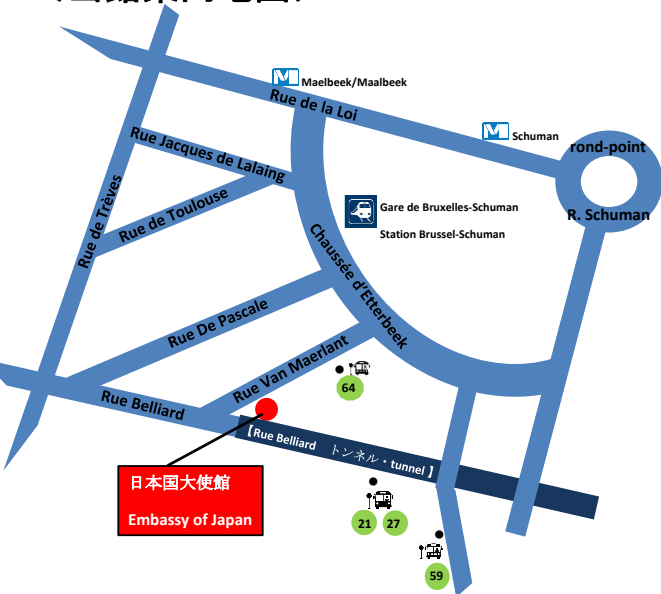 Maelbeek/Maalbeek
Rue de la Loi
Schuman
rond-point
R. Schuman
Rue Jacques de Lalaing
Rue de Toulouse
Rue de Trèves
Gare de Bruxelles-Schuman
Station Brussel-Schuman
Chaussée d'Etterbeek
Rue De Pascale
Rue Van Maerlant
64
Rue Belliard
【Rue Belliard トンネル・tunnel 】
日本国大使館
Embassy of Japan
21
27
59